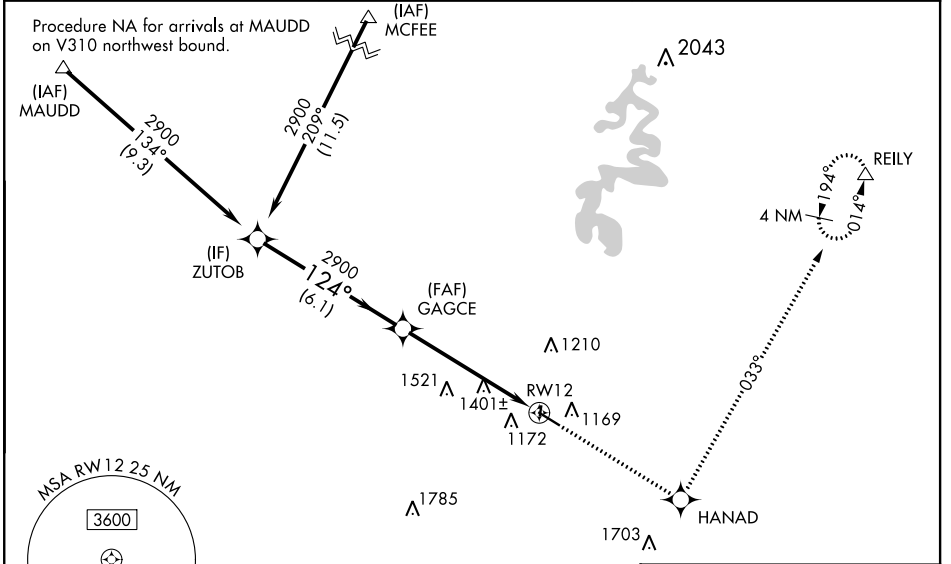 Procedure NA for arrivals at MAUDD
on V310 northwest bound.
(IAF)
MCFEE
2043
(IAF)
MAUDD
2900
134°
(9.3)
2900
209°
(11.5)
REILY
194°
014°
4 NM
(IF)
ZUTOB
2900
124°
(6.1)
(FAF)
GAGCE
1210
033°
1521
1401±
RW12
1169
1172
MSA RW12 25 NM
3600
1785
HANAD
1703